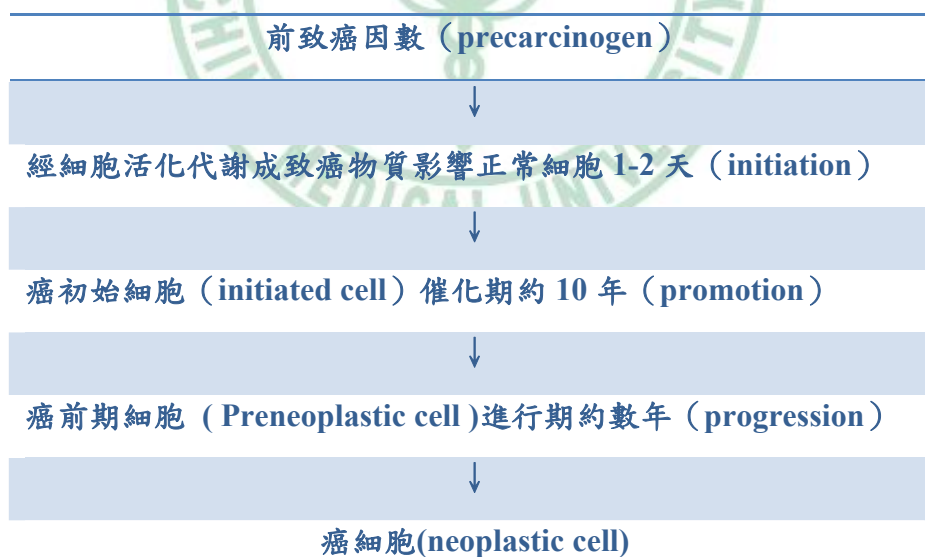 前致癌因數（precarcinogen）
↓
經細胞活化代謝成致癌物質影響正常細胞 1-2 天（initiation）
↓
癌初始細胞（initiated cell）催化期約 10 年（promotion）
↓
癌前期細胞 ( Preneoplastic cell )進行期約數年（progression）
↓
癌細胞(neoplastic cell)
MEDICAL UNIVERSITY